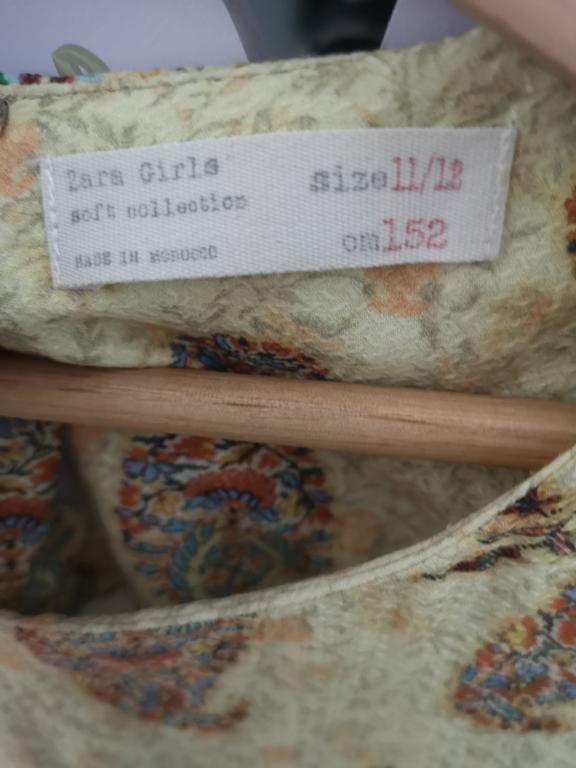 Zara Girls
soft collection
MADE IN MOROCCO
size 11/12
cm 152